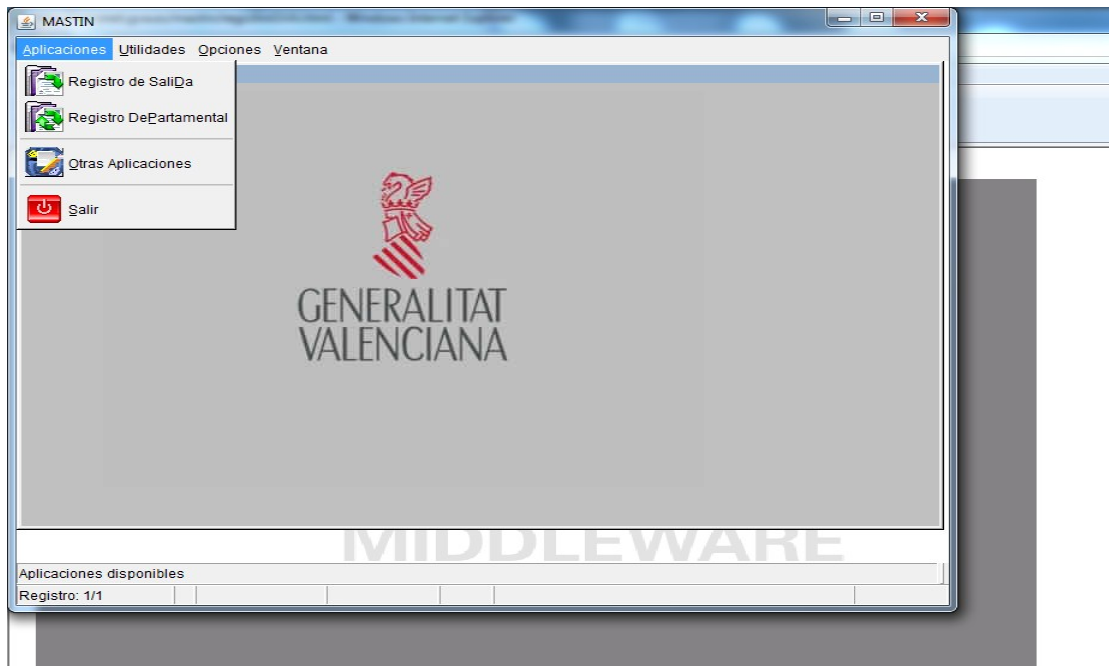 MASTIN
Aplicaciones Utilidades Opciones Ventana
Registro de SaliDa
Registro DePartamental
Otras Aplicaciones
Salir
GENERALITAT
VALENCIANA
MIDDLEWARE
Aplicaciones disponibles
Registro: 1/1